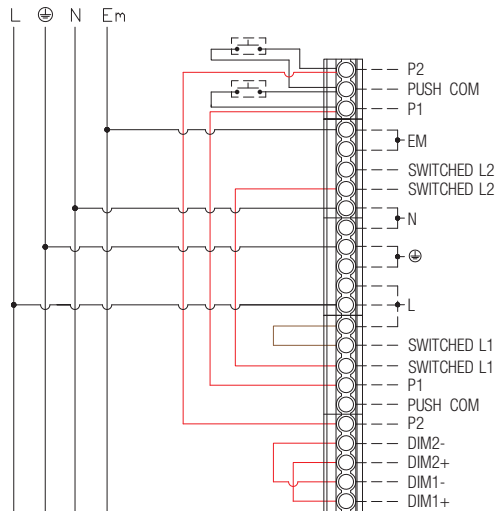 L ⏚ N Em
P2
PUSH COM
P1
EM
SWITCHED L2
SWITCHED L2
N
⏚
L
SWITCHED L1
SWITCHED L1
P1
PUSH COM
P2
DIM2-
DIM2+
DIM1-
DIM1+